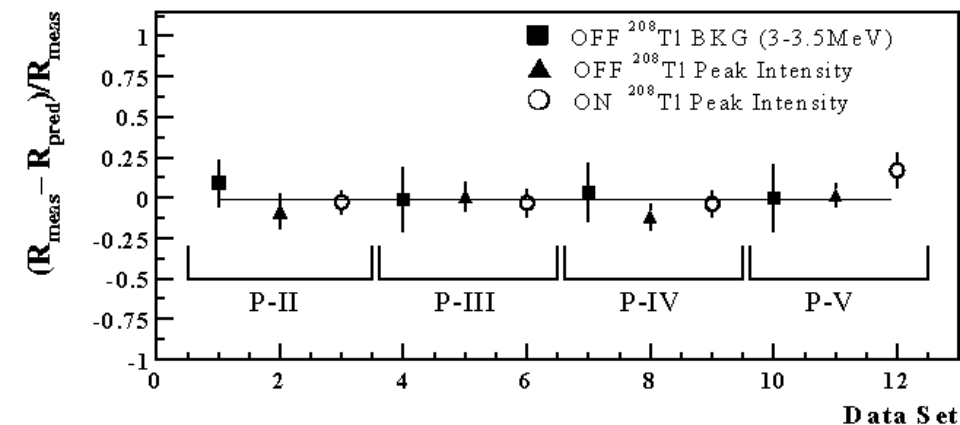 (R_meas − R_pred)/R_meas
1
0.75
0.5
0.25
0
-0.25
-0.5
-0.75
-1
■ OFF ²⁰⁸Tl BKG (3-3.5MeV)
▲ OFF ²⁰⁸Tl Peak Intensity
○ ON ²⁰⁸Tl Peak Intensity
P-II P-III P-IV P-V
0 2 4 6 8 10 12
Data Set